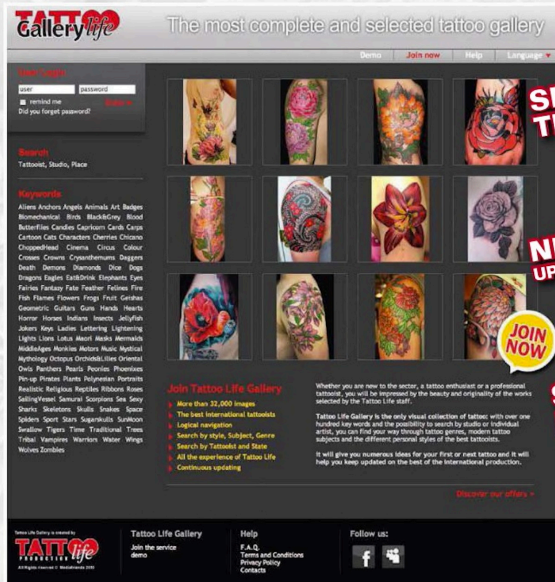 TATTOO
Gallery life
The most complete and selected tattoo gallery
Demo
Join now
Help
Language
user
password
remind me
Did you forget password?
Search
Tattooist, Studio, Place
Keywords
Aliens Anchors Angels Animals Art Badges
Biomechanical Birds Black&Grey Blood
Butterflies Candles Capricorn Cards Carps
Cartoon Cats Characters Cherries Chicano
ChoppedHead Cinema Circus Colour
Crosses Crowns Crysanthemums Daggers
Death Demons Diamonds Dice Dogs
Dragons Eagles Eat&Drink Elephants Eyes
Fairies Fantasy Fate Feather Felines Fire
Fish Flames Flowers Frogs Fruit Geishas
Geometric Guitars Guns Hands Hearts
Horror Horses Indians Insects Jellyfish
Jokers Keys Ladies Lettering Lightening
Lights Lions Lotus Maori Masks Mermaids
MiddleAges Monkies Motors Music Mystical
Mythology Octopus Orchids&Lilies Oriental
Owls Panthers Pearls Peonies Phoenixes
Pin-up Pirates Plants Polynesian Portraits
Realistic Religious Reptiles Ribbons Roses
SailingVessel Samurai Scorpions Sea Sexy
Sharks Skeletons Skulls Snakes Space
Spiders Sport Stars Sugarskulls SunMoon
Swallow Tigers Time Traditional Trees
Tribal Vampires Warriors Water Wings
Wolves Zombies
JOIN
NOW
Join Tattoo Life Gallery
More than 32,000 images
The best international tattooists
Logical navigation
Search by style, Subject, Genre
Search by Tattooist and State
All the experience of Tattoo Life
Continuous updating
Whether you are new to the sector, a tattoo enthusiast or a professional
tattooist, you will be impressed by the beauty and originality of the works
selected by the Tattoo Life staff.
Tattoo Life Gallery is the only visual collection of tattoo: with over one
hundred key words and the possibility to search by studio or individual
artist, you can find your way through tattoo genres, modern tattoo
subjects and the different personal styles of the best tattooists.
It will give you numerous ideas for your first or next tattoo and it will
help you keep updated on the best of the international production.
Discover our offers
Tattoo Life Gallery is created by
TATTOO life
PRODUCTION
Tattoo Life Gallery
Join the service
demo
Help
F.A.Q.
Terms and Conditions
Privacy Policy
Contacts
Follow us: